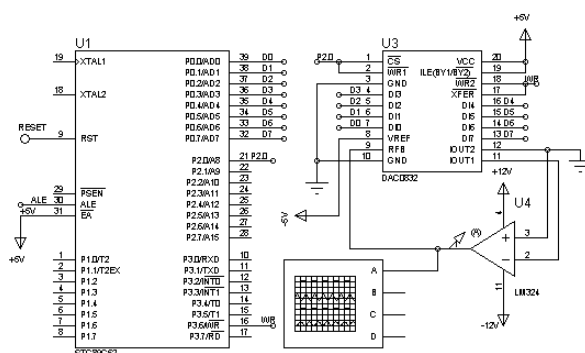 U1
19 XTAL1
18 XTAL2
RESET 9 RST
29 PSEN
ALE 30 ALE
+5V 31 EA
+5V
1 P1.0/T2
2 P1.1/T2EX
3 P1.2
4 P1.3
5 P1.4
6 P1.5
7 P1.6
8 P1.7
P0.0/AD0 39 D0
P0.1/AD1 38 D1
P0.2/AD2 37 D2
P0.3/AD3 36 D3
P0.4/AD4 35 D4
P0.5/AD5 34 D5
P0.6/AD6 33 D6
P0.7/AD7 32 D7
P2.0/A8 21 P2.0
P2.1/A9 22
P2.2/A10 23
P2.3/A11 24
P2.4/A12 25
P2.5/A13 26
P2.6/A14 27
P2.7/A15 28
P3.0/RXD 10
P3.1/TXD 11
P3.2/INT0 12
P3.3/INT1 13
P3.4/T0 14
P3.5/T1 15
P3.6/WR 16 WR
P3.7/RD 17
U3
P2.0 1 CS
2 WR1
3 GND
D3 4 DI3
D2 5 DI2
D1 6 DI1
D0 7 DI0
8 VREF
9 RFB
10 GND
VCC 20
ILE(BY1/BY2) 19
WR2 18 WR
XFER 17
DI4 16 D4
DI5 15 D5
DI6 14 D6
DI7 13 D7
IOUT2 12
IOUT1 11
DAC0832
+5V
-5V
+12V
U4
4
3
2
11
LM324
-12V
(A)
A
B
C
D